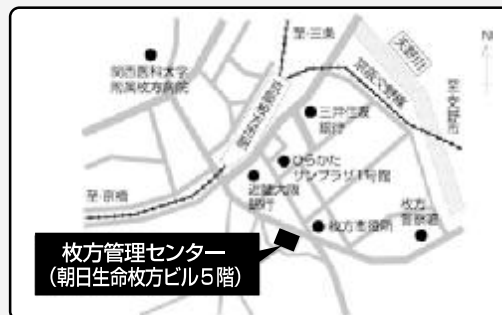 至・三条
N
天野川
関西医科大学
附属枚方病院
京阪交野線
京阪枚方市駅
三井住友
銀行
至・交野市
ひらかた
サンプラザ1号館
近畿大阪
銀行
至・京橋
枚方市役所
枚方
警察署
枚方管理センター
（朝日生命枚方ビル5階）